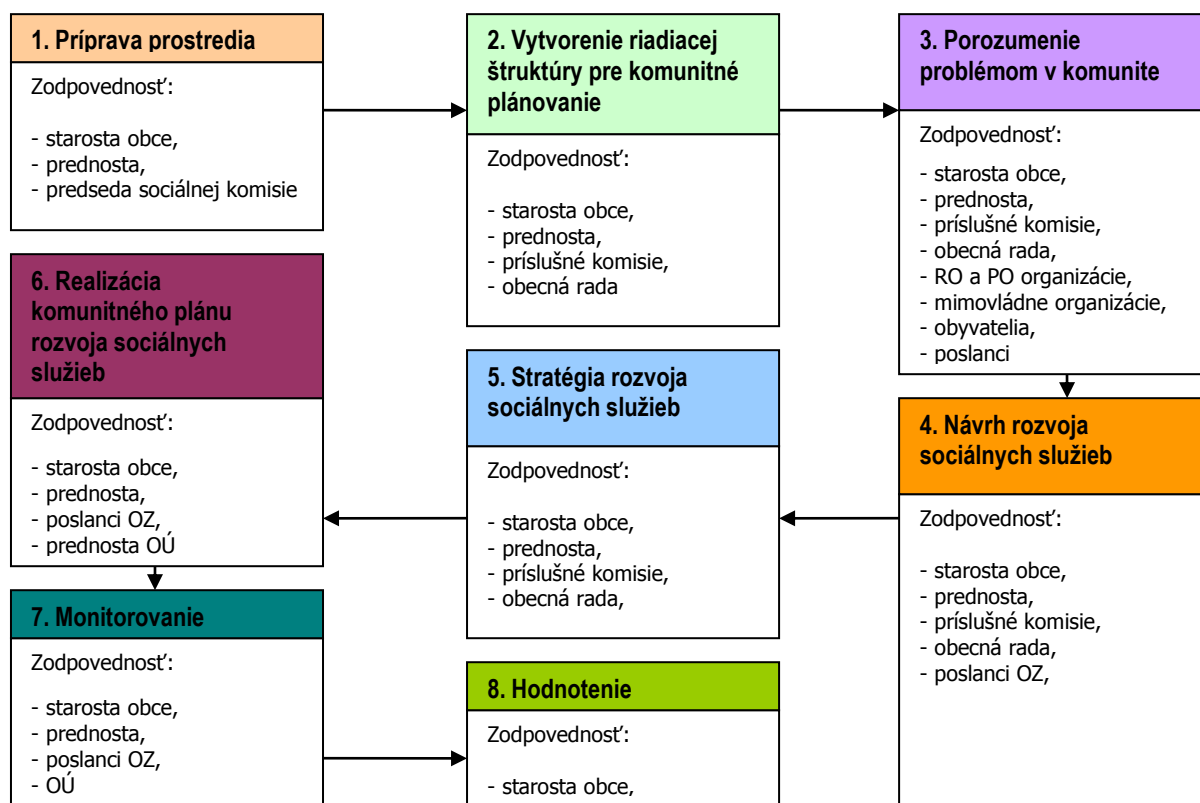 1. Príprava prostredia
Zodpovednosť:
- starosta obce,
- prednosta,
- predseda sociálnej komisie
2. Vytvorenie riadiacej
štruktúry pre komunitné
plánovanie
Zodpovednosť:
- starosta obce,
- prednosta,
- príslušné komisie,
- obecná rada
3. Porozumenie
problémom v komunite
Zodpovednosť:
- starosta obce,
- prednosta,
- príslušné komisie,
- obecná rada,
- RO a PO organizácie,
- mimovládne organizácie,
- obyvatelia,
- poslanci
4. Návrh rozvoja
sociálnych služieb
Zodpovednosť:
- starosta obce,
- prednosta,
- príslušné komisie,
- obecná rada,
- poslanci OZ,
5. Stratégia rozvoja
sociálnych služieb
Zodpovednosť:
- starosta obce,
- prednosta,
- príslušné komisie,
- obecná rada,
6. Realizácia
komunitného plánu
rozvoja sociálnych
služieb
Zodpovednosť:
- starosta obce,
- prednosta,
- poslanci OZ,
- prednosta OÚ
7. Monitorovanie
Zodpovednosť:
- starosta obce,
- prednosta,
- poslanci OZ,
- OÚ
8. Hodnotenie
Zodpovednosť:
- starosta obce,